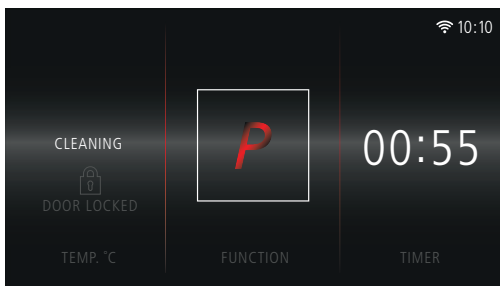 10:10
CLEANING
P
00:55
DOOR LOCKED
TEMP. °C
FUNCTION
TIMER